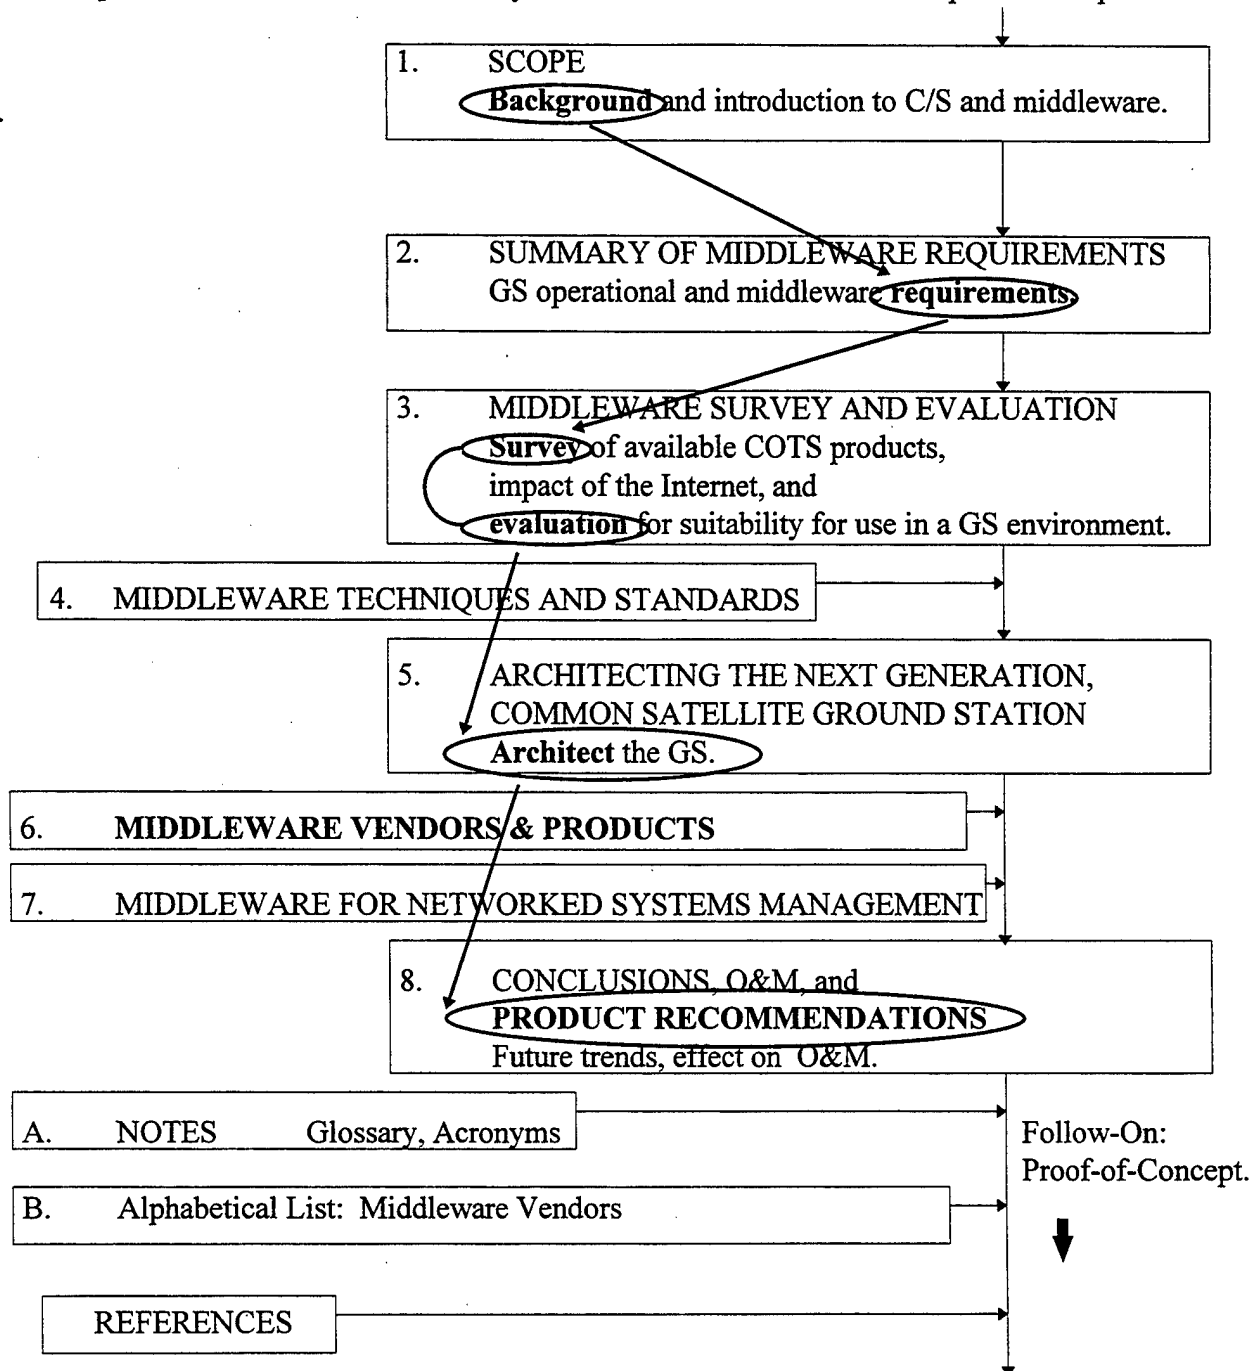 1. SCOPE
Background and introduction to C/S and middleware.
2. SUMMARY OF MIDDLEWARE REQUIREMENTS
GS operational and middleware requirements.
3. MIDDLEWARE SURVEY AND EVALUATION
Survey of available COTS products,
impact of the Internet, and
evaluation for suitability for use in a GS environment.
4. MIDDLEWARE TECHNIQUES AND STANDARDS
5. ARCHITECTING THE NEXT GENERATION,
COMMON SATELLITE GROUND STATION
Architect the GS.
6. MIDDLEWARE VENDORS & PRODUCTS
7. MIDDLEWARE FOR NETWORKED SYSTEMS MANAGEMENT
8. CONCLUSIONS, O&M, and
PRODUCT RECOMMENDATIONS
Future trends, effect on O&M.
A. NOTES Glossary, Acronyms
Follow-On:
Proof-of-Concept.
B. Alphabetical List: Middleware Vendors
REFERENCES